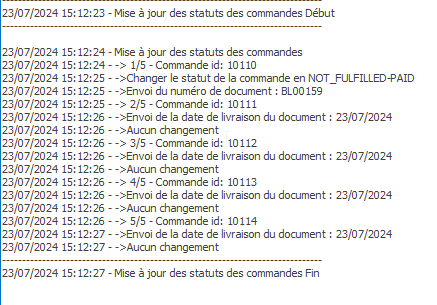 --------------------------------------------------------------------------------
23/07/2024 15:12:23 - Mise à jour des statuts des commandes Début
--------------------------------------------------------------------------------
23/07/2024 15:12:24 - Mise à jour des statuts des commandes
23/07/2024 15:12:24 - --> 1/5 - Commande id: 10110
23/07/2024 15:12:25 - -->Changer le statut de la commande en NOT_FULFILLED-PAID
23/07/2024 15:12:25 - -->Envoi du numéro de document : BL00159
23/07/2024 15:12:25 - --> 2/5 - Commande id: 10111
23/07/2024 15:12:26 - -->Envoi de la date de livraison du document : 23/07/2024
23/07/2024 15:12:26 - -->Aucun changement
23/07/2024 15:12:26 - --> 3/5 - Commande id: 10112
23/07/2024 15:12:26 - -->Envoi de la date de livraison du document : 23/07/2024
23/07/2024 15:12:26 - -->Aucun changement
23/07/2024 15:12:26 - --> 4/5 - Commande id: 10113
23/07/2024 15:12:26 - -->Envoi de la date de livraison du document : 23/07/2024
23/07/2024 15:12:26 - -->Aucun changement
23/07/2024 15:12:26 - --> 5/5 - Commande id: 10114
23/07/2024 15:12:27 - -->Envoi de la date de livraison du document : 23/07/2024
23/07/2024 15:12:27 - -->Aucun changement
--------------------------------------------------------------------------------
23/07/2024 15:12:27 - Mise à jour des statuts des commandes Fin